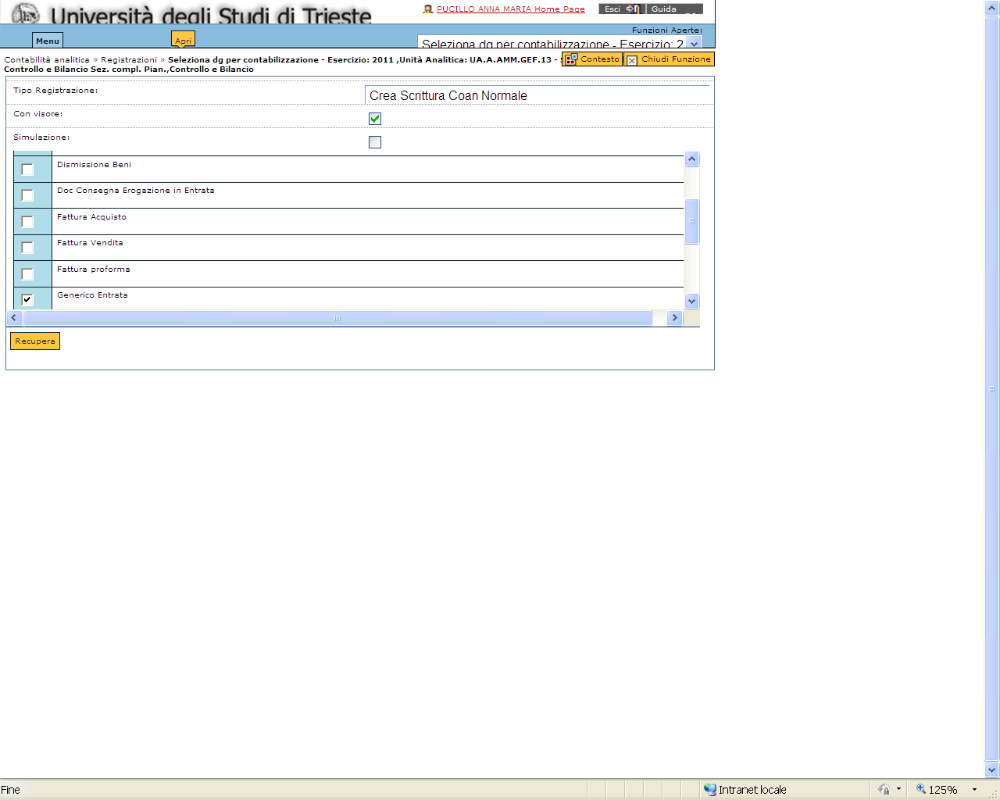 Università degli Studi di Trieste
PUCILLO ANNA MARIA Home Page
Esci | Guida
Funzioni Aperte:
Menu
Apri
Seleziona dg per contabilizzazione - Esercizio: 2
Contabilità analitica » Registrazioni » Seleziona dg per contabilizzazione - Esercizio: 2011 ,Unità Analitica: UA.A.AMM.GEF.13 -
Controllo e Bilancio Sez. compl. Pian.,Controllo e Bilancio
Contesto
Chiudi Funzione
Tipo Registrazione:
Crea Scrittura Coan Normale
Con visore:
Simulazione:
Dismissione Beni
Doc Consegna Erogazione in Entrata
Fattura Acquisto
Fattura Vendita
Fattura proforma
Generico Entrata
Recupera
Fine
Intranet locale
125%